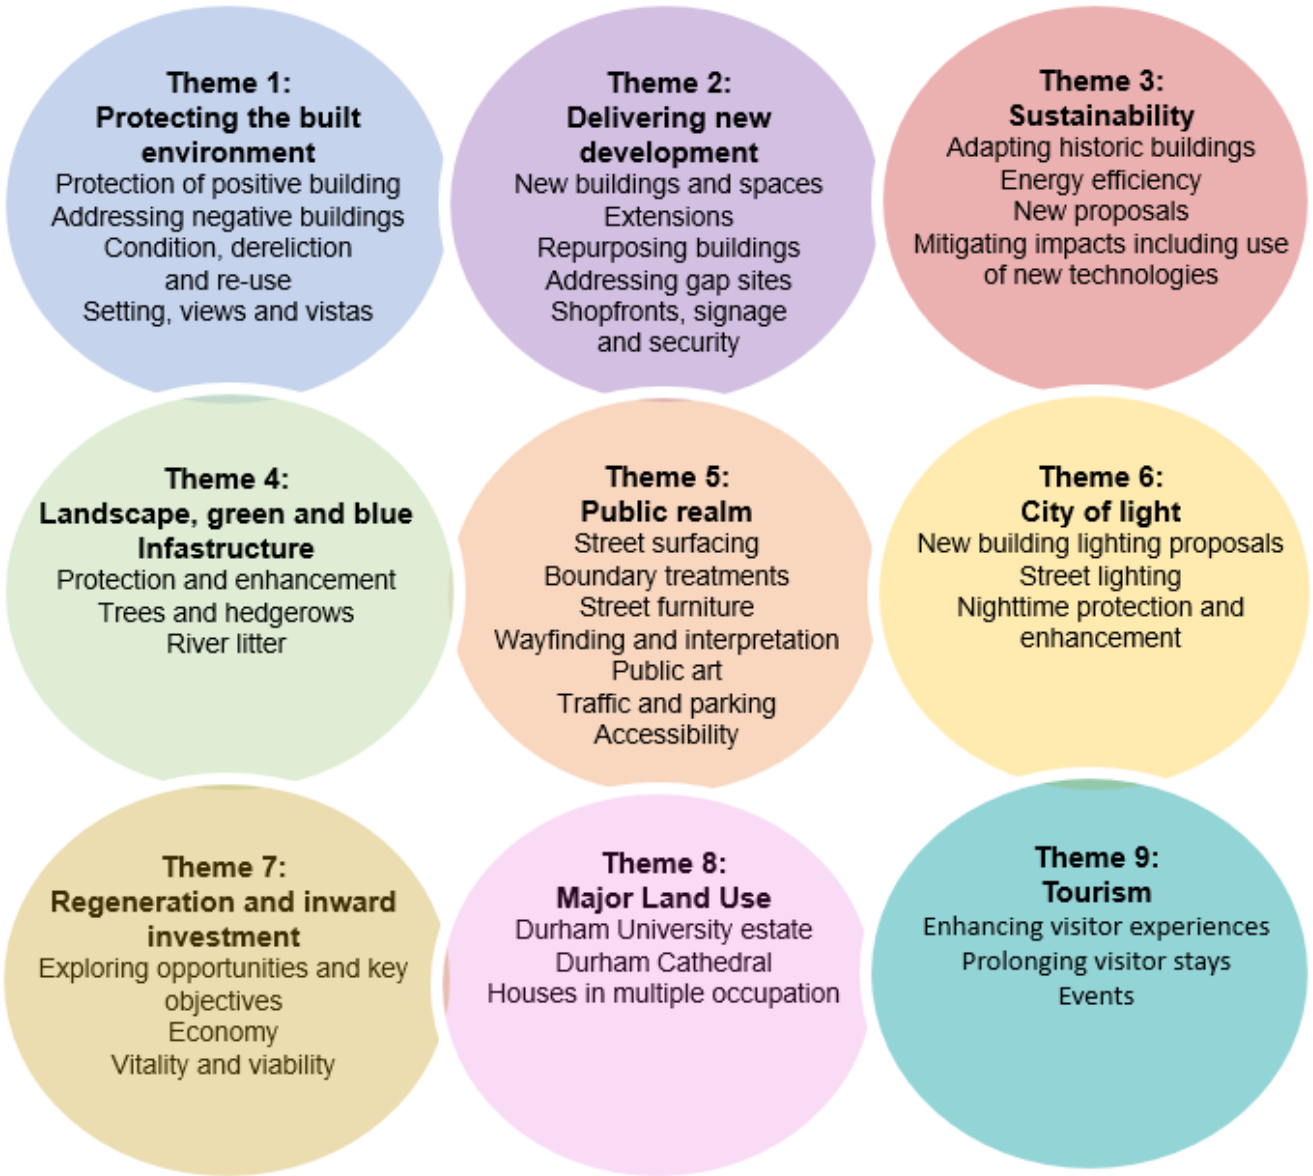 Theme 1:
Protecting the built
environment
Protection of positive building
Addressing negative buildings
Condition, dereliction
and re-use
Setting, views and vistas
Theme 2:
Delivering new
development
New buildings and spaces
Extensions
Repurposing buildings
Addressing gap sites
Shopfronts, signage
and security
Theme 3:
Sustainability
Adapting historic buildings
Energy efficiency
New proposals
Mitigating impacts including use
of new technologies
Theme 4:
Landscape, green and blue
Infastructure
Protection and enhancement
Trees and hedgerows
River litter
Theme 5:
Public realm
Street surfacing
Boundary treatments
Street furniture
Wayfinding and interpretation
Public art
Traffic and parking
Accessibility
Theme 6:
City of light
New building lighting proposals
Street lighting
Nighttime protection and
enhancement
Theme 7:
Regeneration and inward
investment
Exploring opportunities and key
objectives
Economy
Vitality and viability
Theme 8:
Major Land Use
Durham University estate
Durham Cathedral
Houses in multiple occupation
Theme 9:
Tourism
Enhancing visitor experiences
Prolonging visitor stays
Events